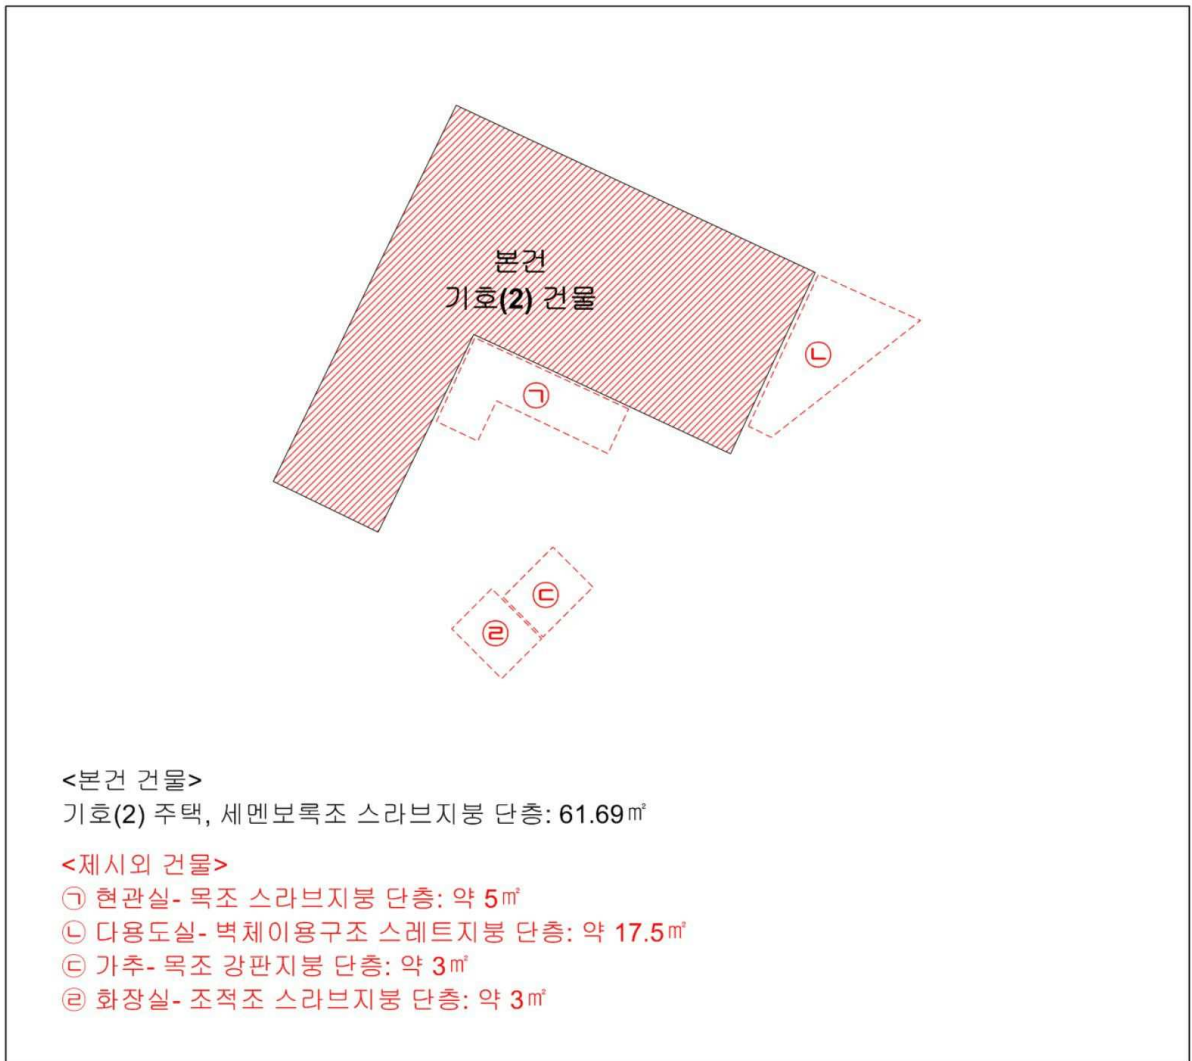 본건
기호(2) 건물
㉠
㉡
㉢
㉣
<본건 건물>
기호(2) 주택, 세멘보록조 스라브지붕 단층: 61.69㎡
<제시외 건물>
㉠ 현관실- 목조 스라브지붕 단층: 약 5㎡
㉡ 다용도실- 벽체이용구조 스레트지붕 단층: 약 17.5㎡
㉢ 가추- 목조 강판지붕 단층: 약 3㎡
㉣ 화장실- 조적조 스라브지붕 단층: 약 3㎡